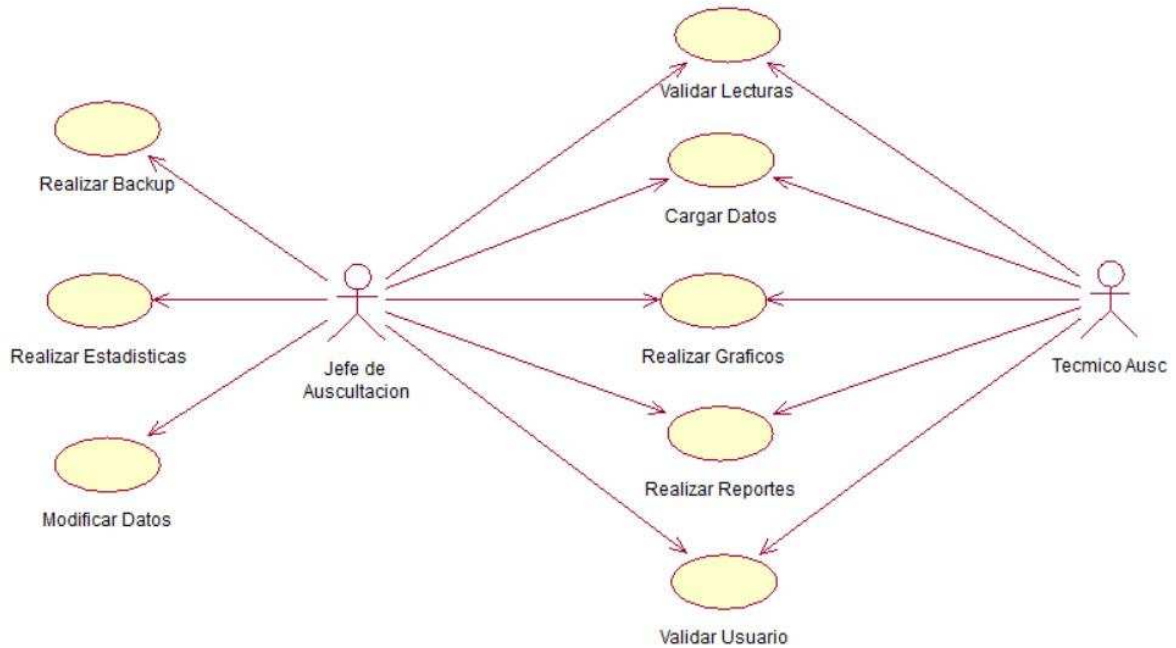 Validar Lecturas
Realizar Backup
Cargar Datos
Realizar Estadisticas
Jefe de
Auscultacion
Realizar Graficos
Tecmico Ausc
Realizar Reportes
Modificar Datos
Validar Usuario